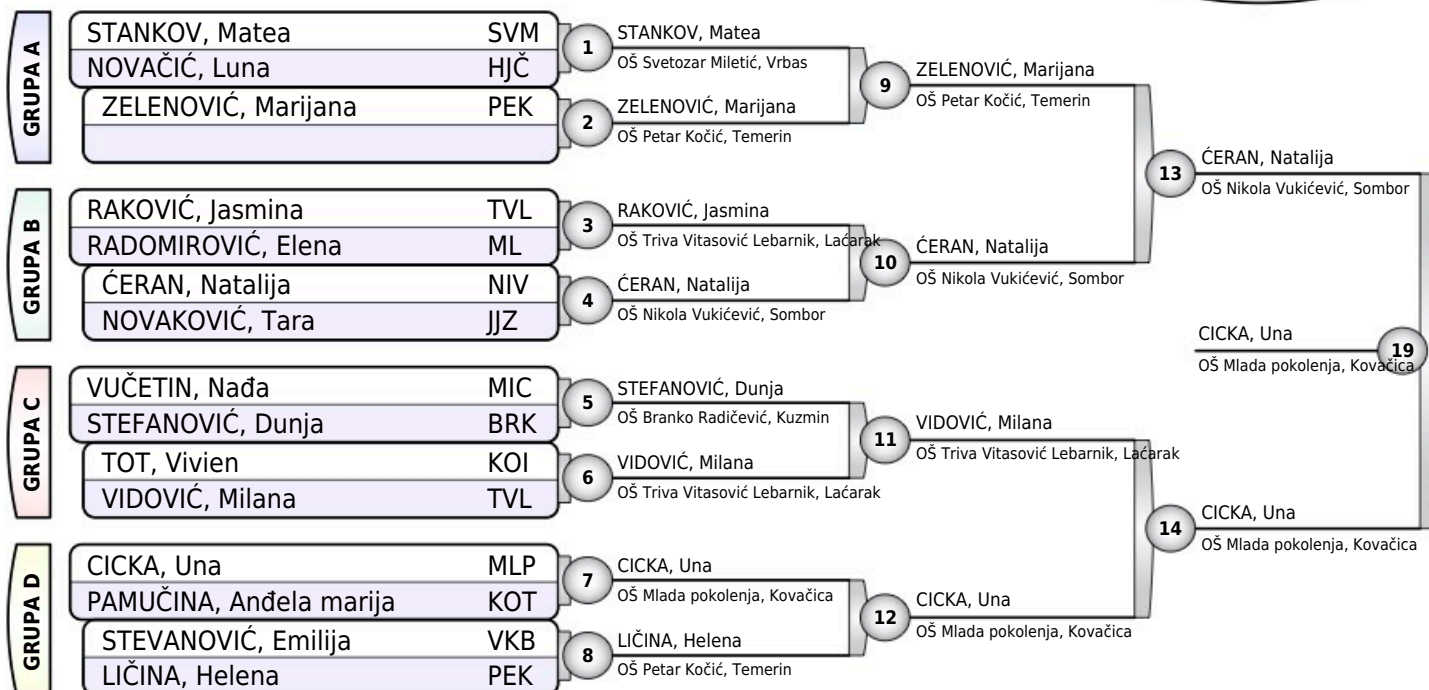 GRUPA A
STANKOV, Matea SVM
NOVAČIĆ, Luna HJČ
ZELENOVIĆ, Marijana PEK
1
STANKOV, Matea
OŠ Svetozar Miletić, Vrbas
2
ZELENOVIĆ, Marijana
OŠ Petar Kočić, Temerin
9
ZELENOVIĆ, Marijana
OŠ Petar Kočić, Temerin
GRUPA B
RAKOVIĆ, Jasmina TVL
RADOMIROVIĆ, Elena ML
ĆERAN, Natalija NIV
NOVAKOVIĆ, Tara JJZ
3
RAKOVIĆ, Jasmina
OŠ Triva Vitasović Lebarnik, Laćarak
4
ĆERAN, Natalija
OŠ Nikola Vukićević, Sombor
10
ĆERAN, Natalija
OŠ Nikola Vukićević, Sombor
13
ĆERAN, Natalija
OŠ Nikola Vukićević, Sombor
GRUPA C
VUČETIN, Nađa MIC
STEFANOVIĆ, Dunja BRK
TOT, Vivien KOI
VIDOVIĆ, Milana TVL
5
STEFANOVIĆ, Dunja
OŠ Branko Radičević, Kuzmin
6
VIDOVIĆ, Milana
OŠ Triva Vitasović Lebarnik, Laćarak
11
VIDOVIĆ, Milana
OŠ Triva Vitasović Lebarnik, Laćarak
GRUPA D
CICKA, Una MLP
PAMUČINA, Anđela marija KOT
STEVANOVIĆ, Emilija VKB
LIČINA, Helena PEK
7
CICKA, Una
OŠ Mlada pokolenja, Kovačica
8
LIČINA, Helena
OŠ Petar Kočić, Temerin
12
CICKA, Una
OŠ Mlada pokolenja, Kovačica
14
CICKA, Una
OŠ Mlada pokolenja, Kovačica
CICKA, Una
OŠ Mlada pokolenja, Kovačica
19